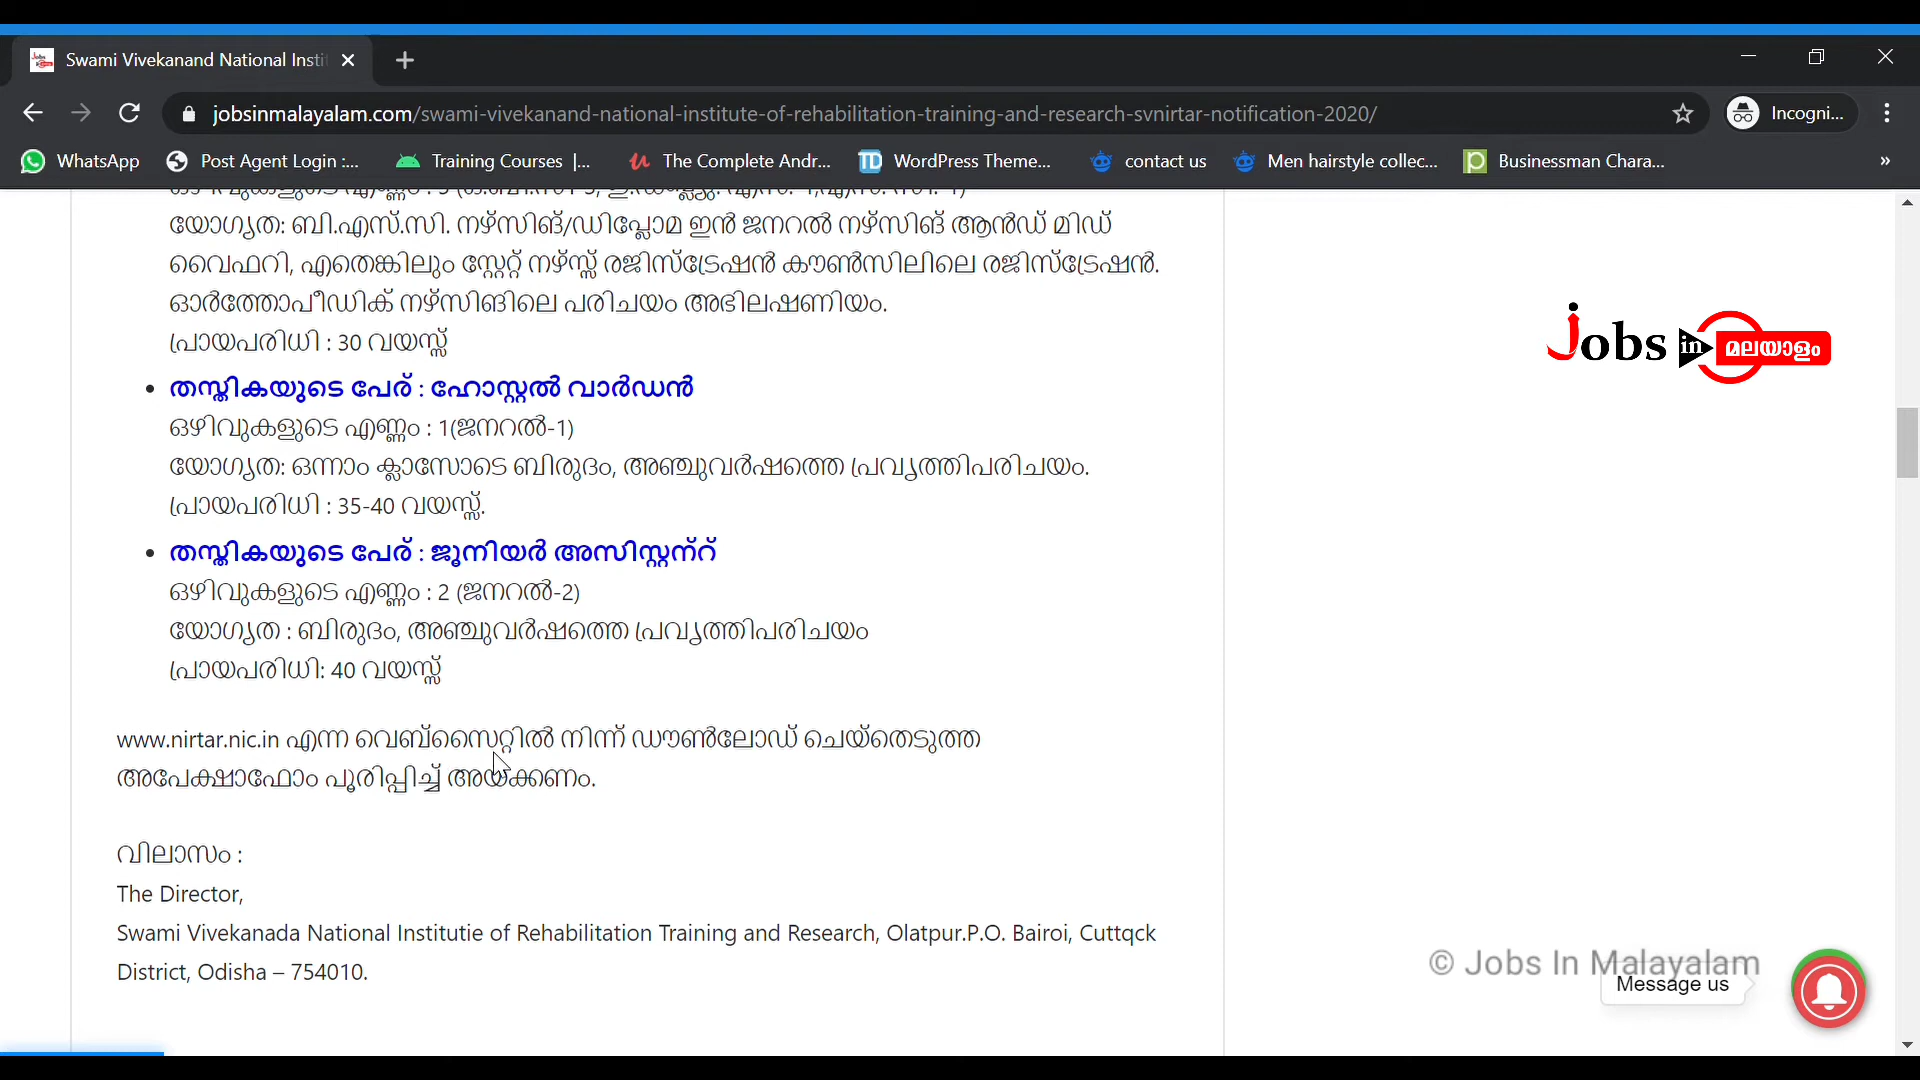 Swami Vivekanand National Insti
jobsinmalayalam.com/swami-vivekanand-national-institute-of-rehabilitation-training-and-research-svnirtar-notification-2020/
Incogni...
WhatsApp
Post Agent Login :...
Training Courses |...
The Complete Andr...
WordPress Theme...
contact us
Men hairstyle collec...
Businessman Chara...
»
യോഗ്യത: ബി.എസ്.സി. നഴ്സിങ്/ഡിപ്ലോമ ഇൻ ജനറൽ നഴ്സിങ് ആൻഡ് മിഡ്
വൈഫറി, എതെങ്കിലും സ്റ്റേറ്റ് നഴ്സ്സ് രജിസ്ട്രേഷൻ കൗൺസിലിലെ രജിസ്ട്രേഷൻ.
ഓർത്തോപീഡിക് നഴ്സിങിലെ പരിചയം അഭിലഷണിയം.
പ്രായപരിധി : 30 വയസ്സ്
Jobs in മലയാളം
• തസ്തികയുടെ പേര് : ഹോസ്റ്റൽ വാർഡൻ
ഒഴിവുകളുടെ എണ്ണം : 1(ജനറൽ-1)
യോഗ്യത: ഒന്നാം ക്ലാസോടെ ബിരുദം, അഞ്ചുവർഷത്തെ പ്രവൃത്തിപരിചയം.
പ്രായപരിധി : 35-40 വയസ്സ്.
• തസ്തികയുടെ പേര് : ജൂനിയർ അസിസ്റ്റന്റ്
ഒഴിവുകളുടെ എണ്ണം : 2 (ജനറൽ-2)
യോഗ്യത : ബിരുദം, അഞ്ചുവർഷത്തെ പ്രവൃത്തിപരിചയം
പ്രായപരിധി: 40 വയസ്സ്
www.nirtar.nic.in എന്ന വെബ്സൈറ്റിൽ നിന്ന് ഡൗൺലോഡ് ചെയ്തെടുത്ത
അപേക്ഷാഫോം പൂരിപ്പിച്ച് അയക്കണം.
വിലാസം :
The Director,
Swami Vivekanada National Institutie of Rehabilitation Training and Research, Olatpur.P.O. Bairoi, Cuttqck
District, Odisha – 754010.
© Jobs In Malayalam
Message us